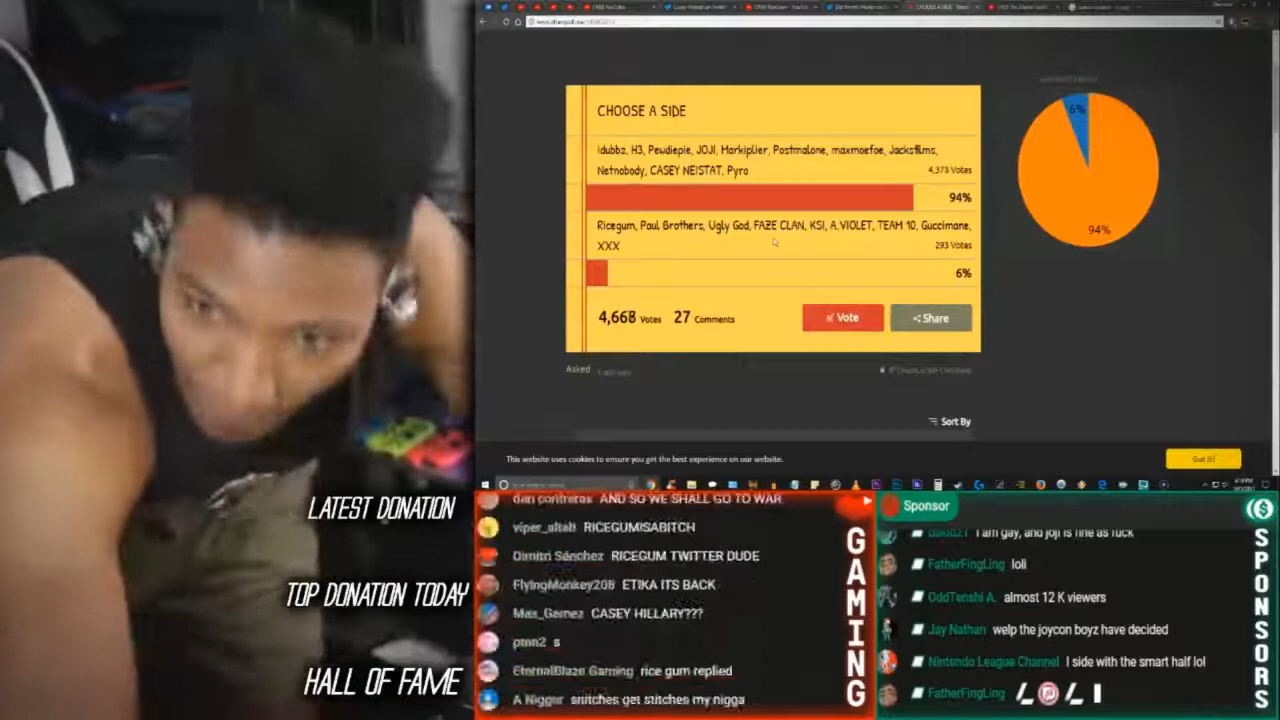 CHOOSE A SIDE
idubbz, H3, Pewdiepie, JOJI, Markiplier, Postmalone, maxmoefoe, Jacksfilms,
Netnobody, CASEY NEISTAT, Pyro
4,373 Votes
94%
Ricegum, Paul Brothers, Ugly God, FAZE CLAN, KSI, A.VIOLET, TEAM 10, Guccimane,
XXX
293 Votes
6%
4,668 Votes 27 Comments
Vote
Share
Asked
Sort By
6%
94%
This website uses cookies to ensure you get the best experience on our website.
Got it!
LATEST DONATION
TOP DONATION TODAY
HALL OF FAME
dan contreras AND SO WE SHALL GO TO WAR
viper_altair RICEGUMISABITCH
Dimitri Sánchez RICEGUM TWITTER DUDE
FlyingMonkey208 ETIKA ITS BACK
Max_Gamez CASEY HILLARY???
s
EternalBlaze Gaming rice gum replied
A Nigger snitches get stitches my nigga
GAMING
Sponsor
I am gay, and joji is fine as fuck
FatherFingLing loli
OddTenshi A. almost 12 K viewers
Jay Nathan welp the joycon boyz have decided
Nintendo League Channel I side with the smart half lol
FatherFingLing
SPONSORS